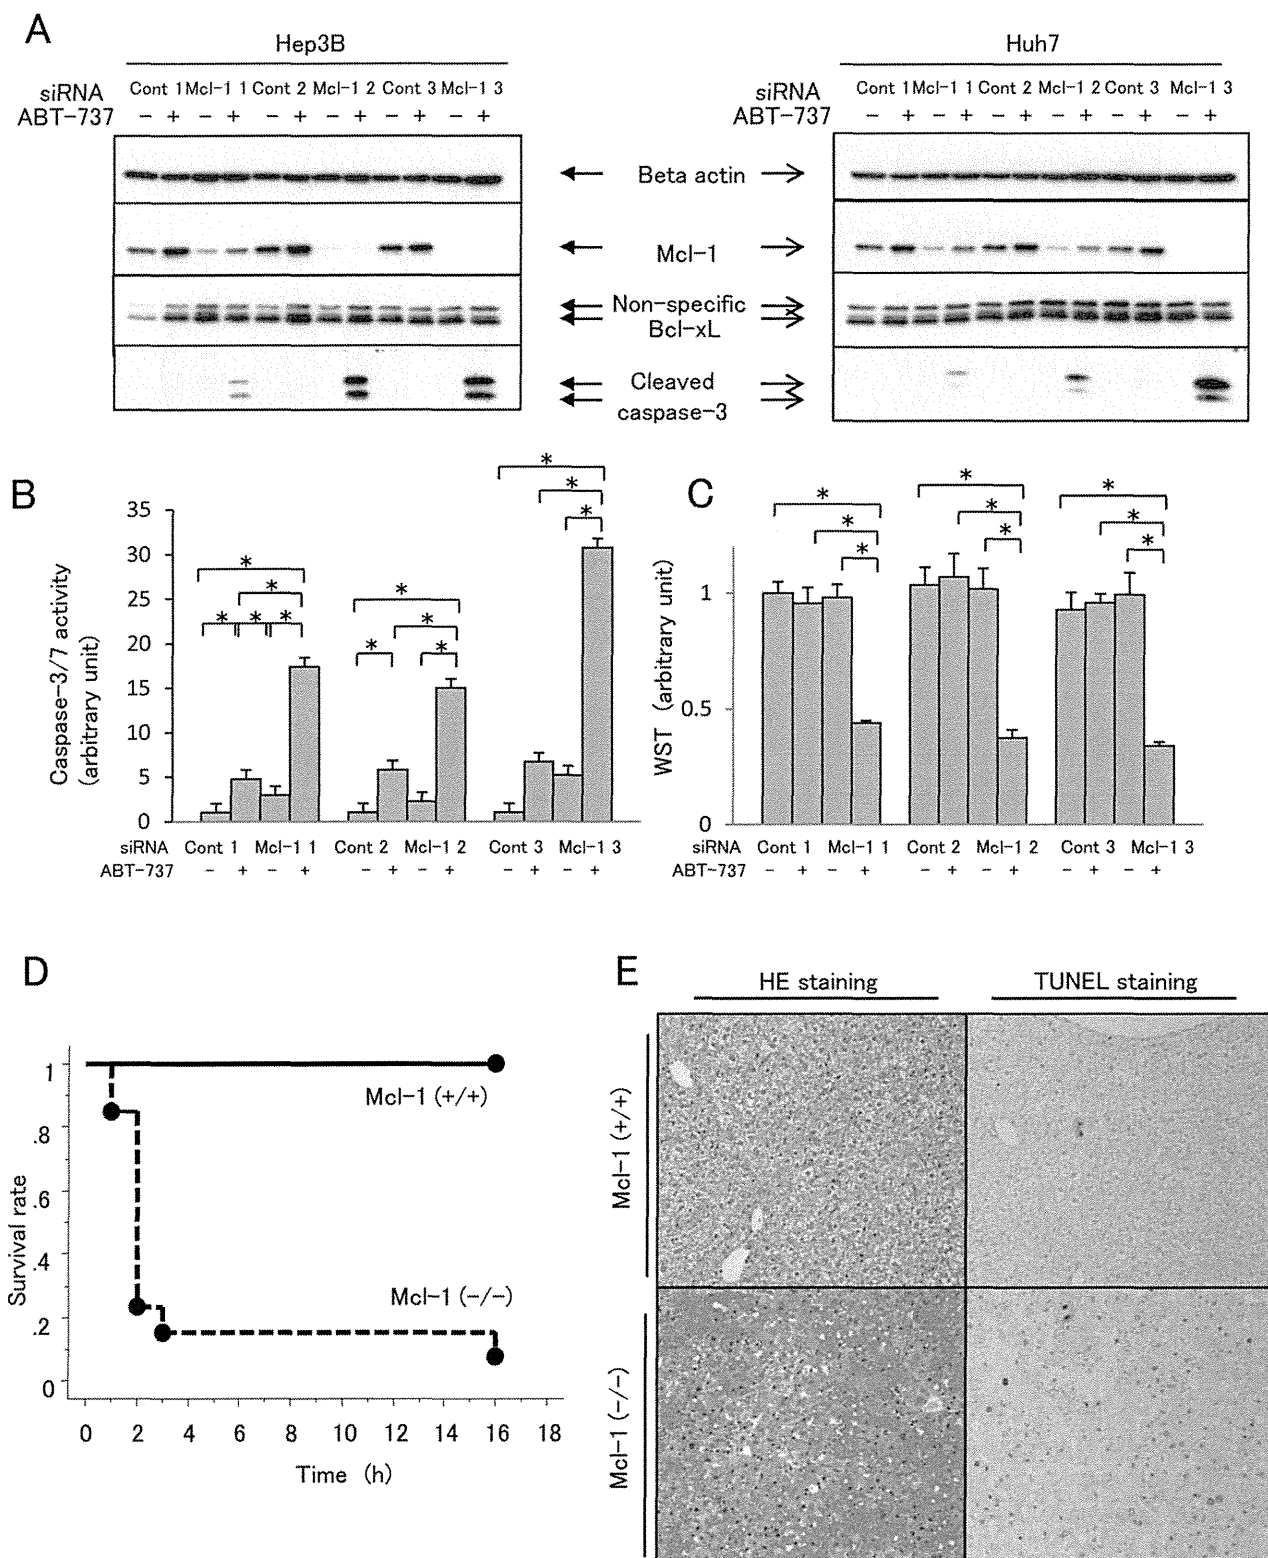 A
Hep3B
Huh7
siRNA Cont 1 Mcl-1 1 Cont 2 Mcl-1 2 Cont 3 Mcl-1 3
ABT-737 − + − + − + − + − + − +
siRNA Cont 1 Mcl-1 1 Cont 2 Mcl-1 2 Cont 3 Mcl-1 3
ABT-737 − + − + − + − + − + − +
Beta actin
Mcl-1
Non-specific
Bcl-xL
Cleaved
caspase-3
B
Caspase-3/7 activity
(arbitrary unit)
35
30
25
20
15
10
5
0
* * * * *
* * * *
* * *
siRNA Cont 1 Mcl-1 1 Cont 2 Mcl-1 2 Cont 3 Mcl-1 3
ABT-737 − + − + − + − + − + − +
C
WST (arbitrary unit)
1
0.5
0
* * *
* * *
* * *
siRNA Cont 1 Mcl-1 1 Cont 2 Mcl-1 2 Cont 3 Mcl-1 3
ABT-737 − + − + − + − + − + − +
D
Survival rate
1
.8
.6
.4
.2
0
Mcl-1 (+/+)
Mcl-1 (−/−)
0 2 4 6 8 10 12 14 16 18
Time (h)
E
HE staining
TUNEL staining
Mcl-1 (+/+)
Mcl-1 (−/−)